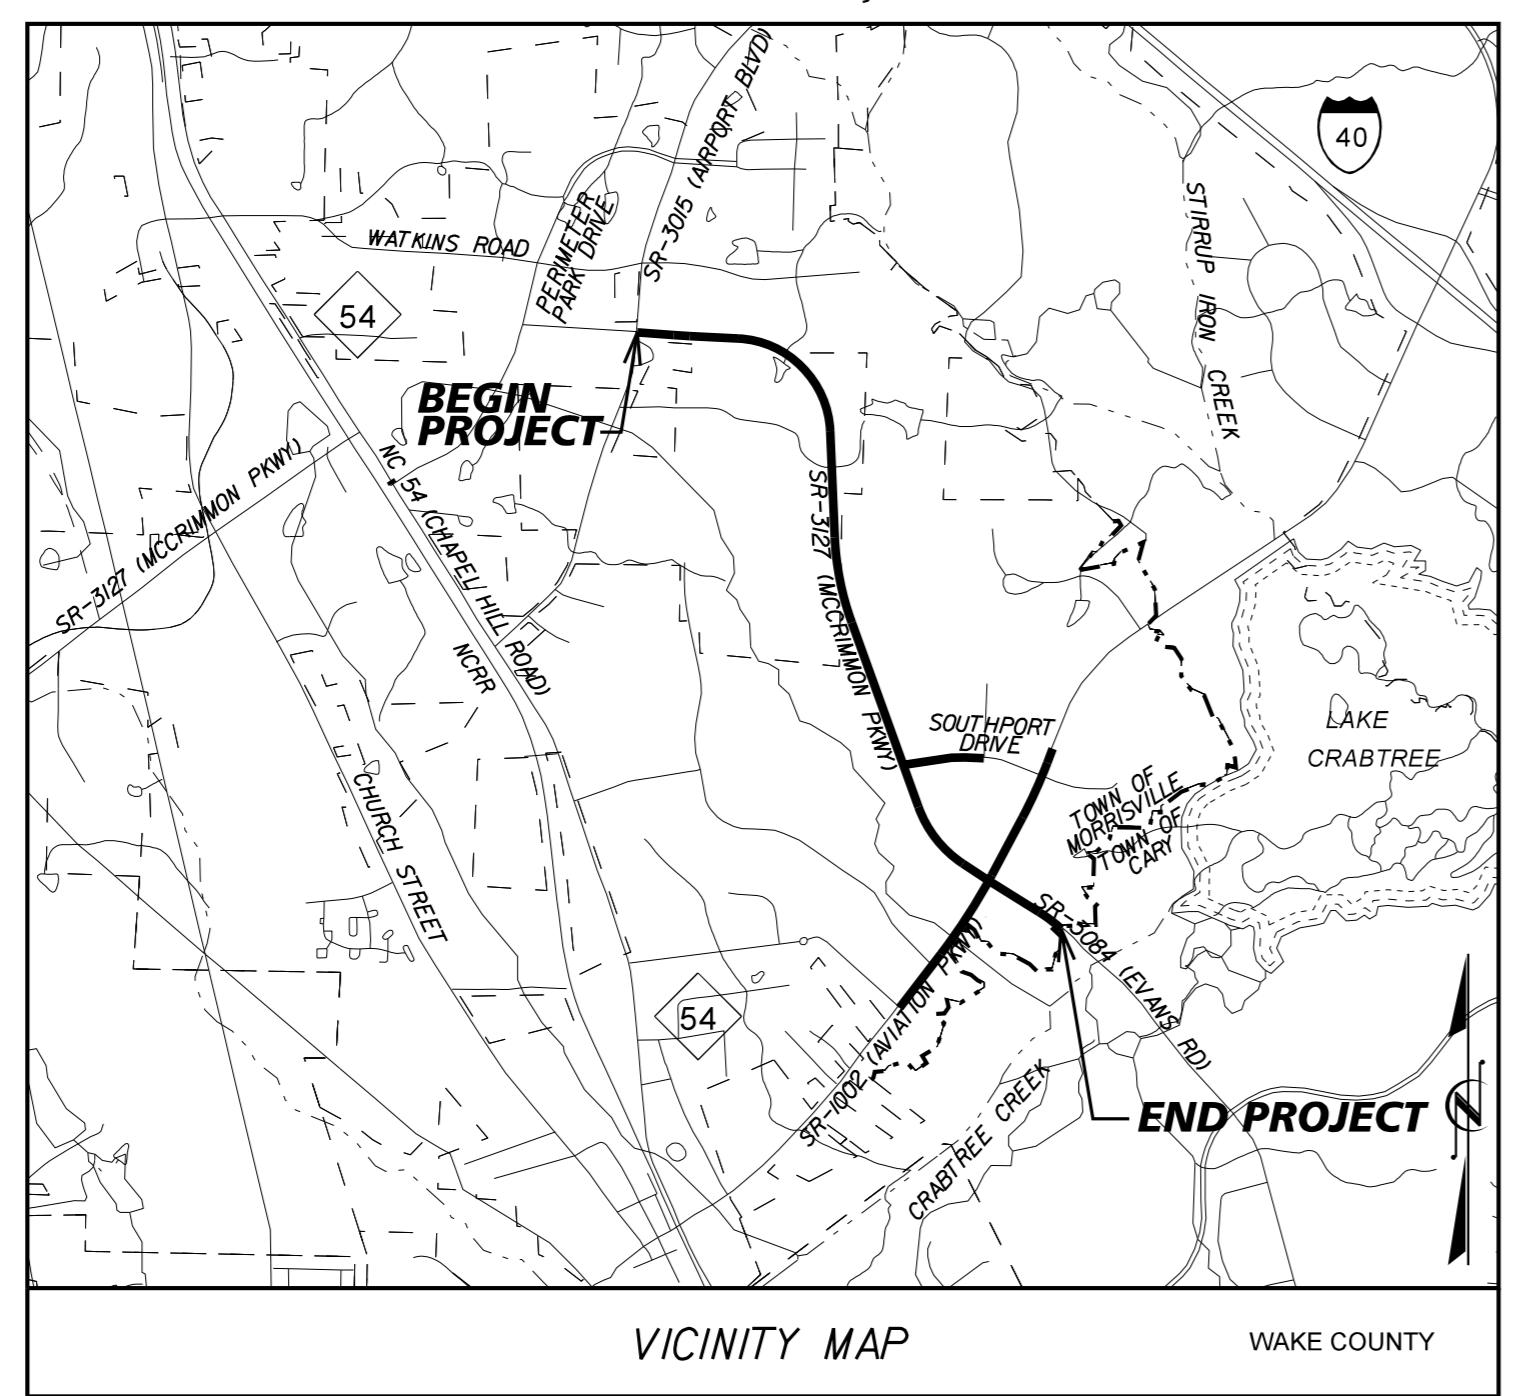 SR-3015 (AIRPORT BLVD)
40
STIRRUP IRON CREEK
PERIMETER
PARK DRIVE
WATKINS ROAD
54
BEGIN
PROJECT
NC 54 (CHAPEL HILL ROAD)
SR-3127 (MCCRIMMON PKWY)
SR-3127 (MCCRIMMON PKWY)
NCRR
SOUTHPORT
DRIVE
LAKE
CRABTREE
TOWN OF
MORRISVILLE
TOWN OF
CARY
CHURCH STREET
SR-3084 (EVANS RD)
54
SR-1002 (AVIATION PKWY)
CRABTREE CREEK
END PROJECT
N
VICINITY MAP
WAKE COUNTY